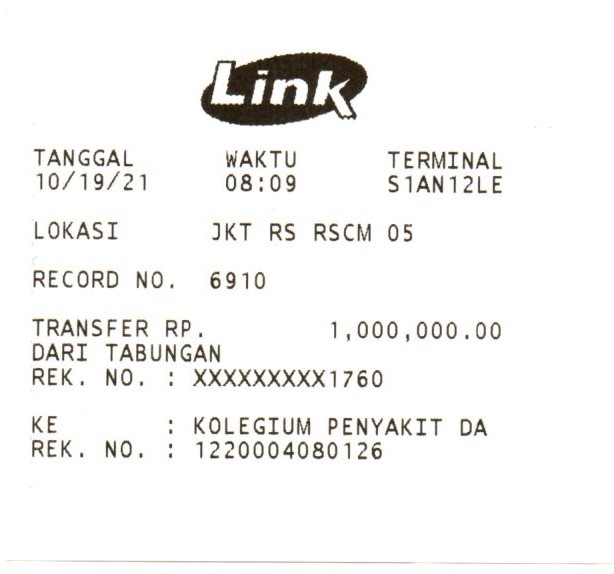 Link
TANGGAL WAKTU TERMINAL
10/19/21 08:09 S1AN12LE
LOKASI JKT RS RSCM 05
RECORD NO. 6910
TRANSFER RP. 1,000,000.00
DARI TABUNGAN
REK. NO. : XXXXXXXXX1760
KE : KOLEGIUM PENYAKIT DA
REK. NO. : 1220004080126